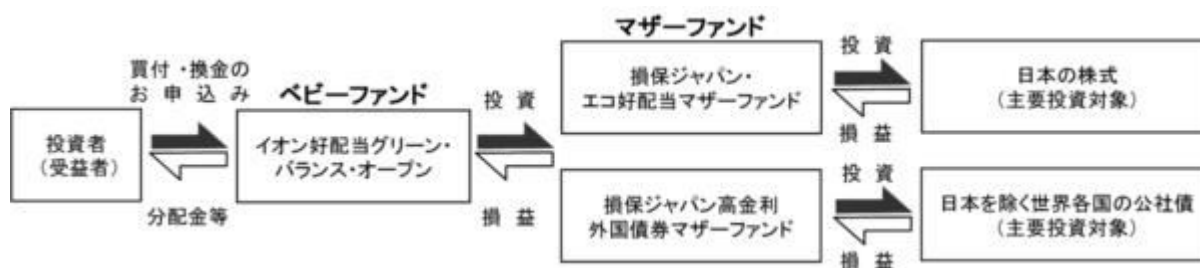 買付・換金の
お申込み
投資者
（受益者）
分配金等
ベビーファンド
イオン好配当グリーン・
バランス・オープン
投資
損益
マザーファンド
損保ジャパン・
エコ好配当マザーファンド
投資
損益
日本の株式
（主要投資対象）
損保ジャパン高金利
外国債券マザーファンド
投資
損益
日本を除く世界各国の公社債
（主要投資対象）